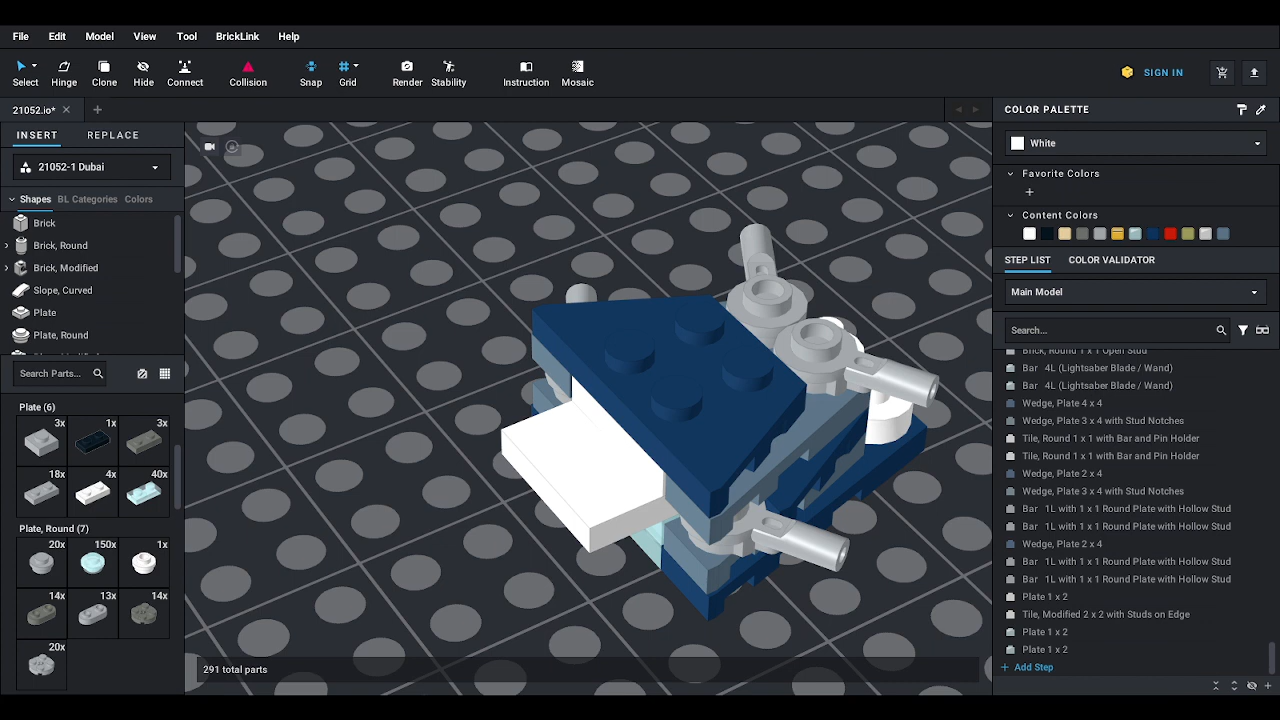 File Edit Model View Tool BrickLink Help
Select Hinge Clone Hide Connect Collision Snap Grid Render Stability Instruction Mosaic SIGN IN
21052.io*
INSERT REPLACE
21052-1 Dubai
Shapes BL Categories Colors
Brick
Brick, Round
Brick, Modified
Slope, Curved
Plate
Plate, Round
Search Parts...
Plate (6)
3x 1x 3x
18x 4x 40x
Plate, Round (7)
20x 150x 1x
14x 13x 14x
20x
291 total parts
COLOR PALETTE
White
Favorite Colors
Content Colors
STEP LIST COLOR VALIDATOR
Main Model
Search...
Brick, Round 1 x 1 Open Stud
Bar 4L (Lightsaber Blade / Wand)
Bar 4L (Lightsaber Blade / Wand)
Wedge, Plate 4 x 4
Wedge, Plate 3 x 4 with Stud Notches
Tile, Round 1 x 1 with Bar and Pin Holder
Tile, Round 1 x 1 with Bar and Pin Holder
Wedge, Plate 2 x 4
Wedge, Plate 3 x 4 with Stud Notches
Bar 1L with 1 x 1 Round Plate with Hollow Stud
Bar 1L with 1 x 1 Round Plate with Hollow Stud
Wedge, Plate 2 x 4
Bar 1L with 1 x 1 Round Plate with Hollow Stud
Bar 1L with 1 x 1 Round Plate with Hollow Stud
Plate 1 x 2
Tile, Modified 2 x 2 with Studs on Edge
Plate 1 x 2
Plate 1 x 2
+ Add Step